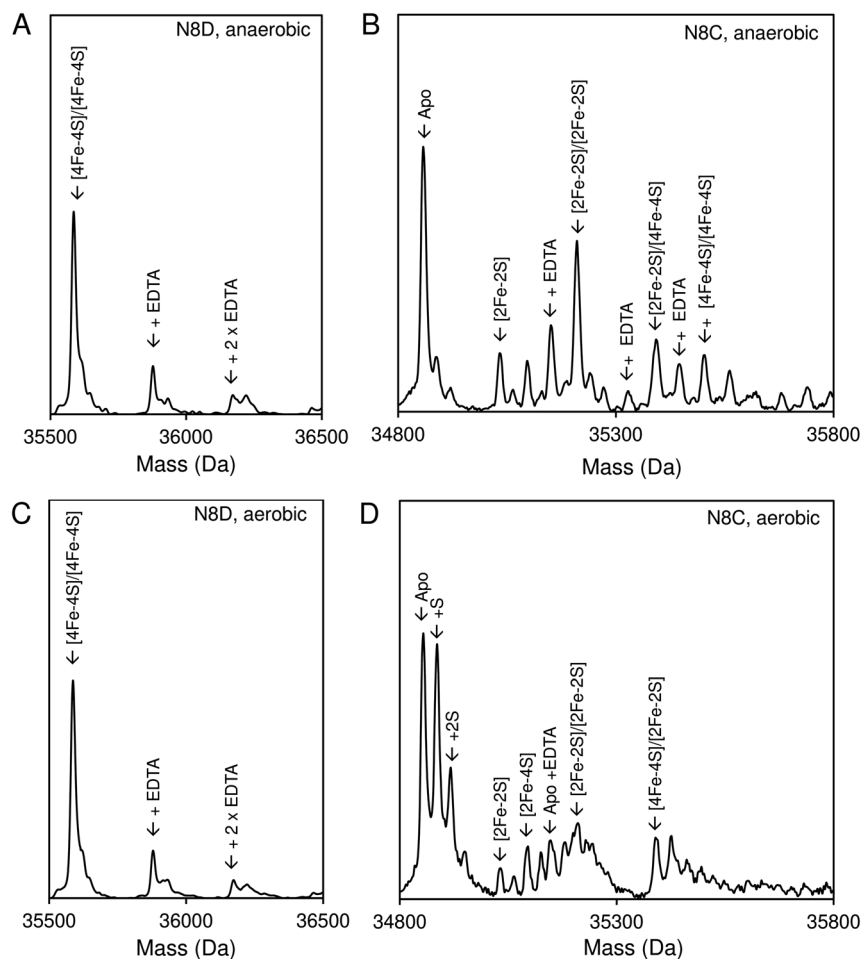 A
N8D, anaerobic
← [4Fe-4S]/[4Fe-4S]
← + EDTA
← + 2 x EDTA
35500
36000
36500
Mass (Da)
B
N8C, anaerobic
← Apo
← [2Fe-2S]
← + EDTA
← [2Fe-2S]/[2Fe-2S]
←+ EDTA
← [2Fe-2S]/[4Fe-4S]
← + EDTA
←+ [4Fe-4S]/[4Fe-4S]
34800
35300
35800
Mass (Da)
C
N8D, aerobic
← [4Fe-4S]/[4Fe-4S]
← + EDTA
← + 2 x EDTA
35500
36000
36500
Mass (Da)
D
N8C, aerobic
← Apo
←+S
←+2S
← [2Fe-2S]
← [2Fe-4S]
← Apo +EDTA
← [2Fe-2S]/[2Fe-2S]
← [4Fe-4S]/[2Fe-2S]
34800
35300
35800
Mass (Da)